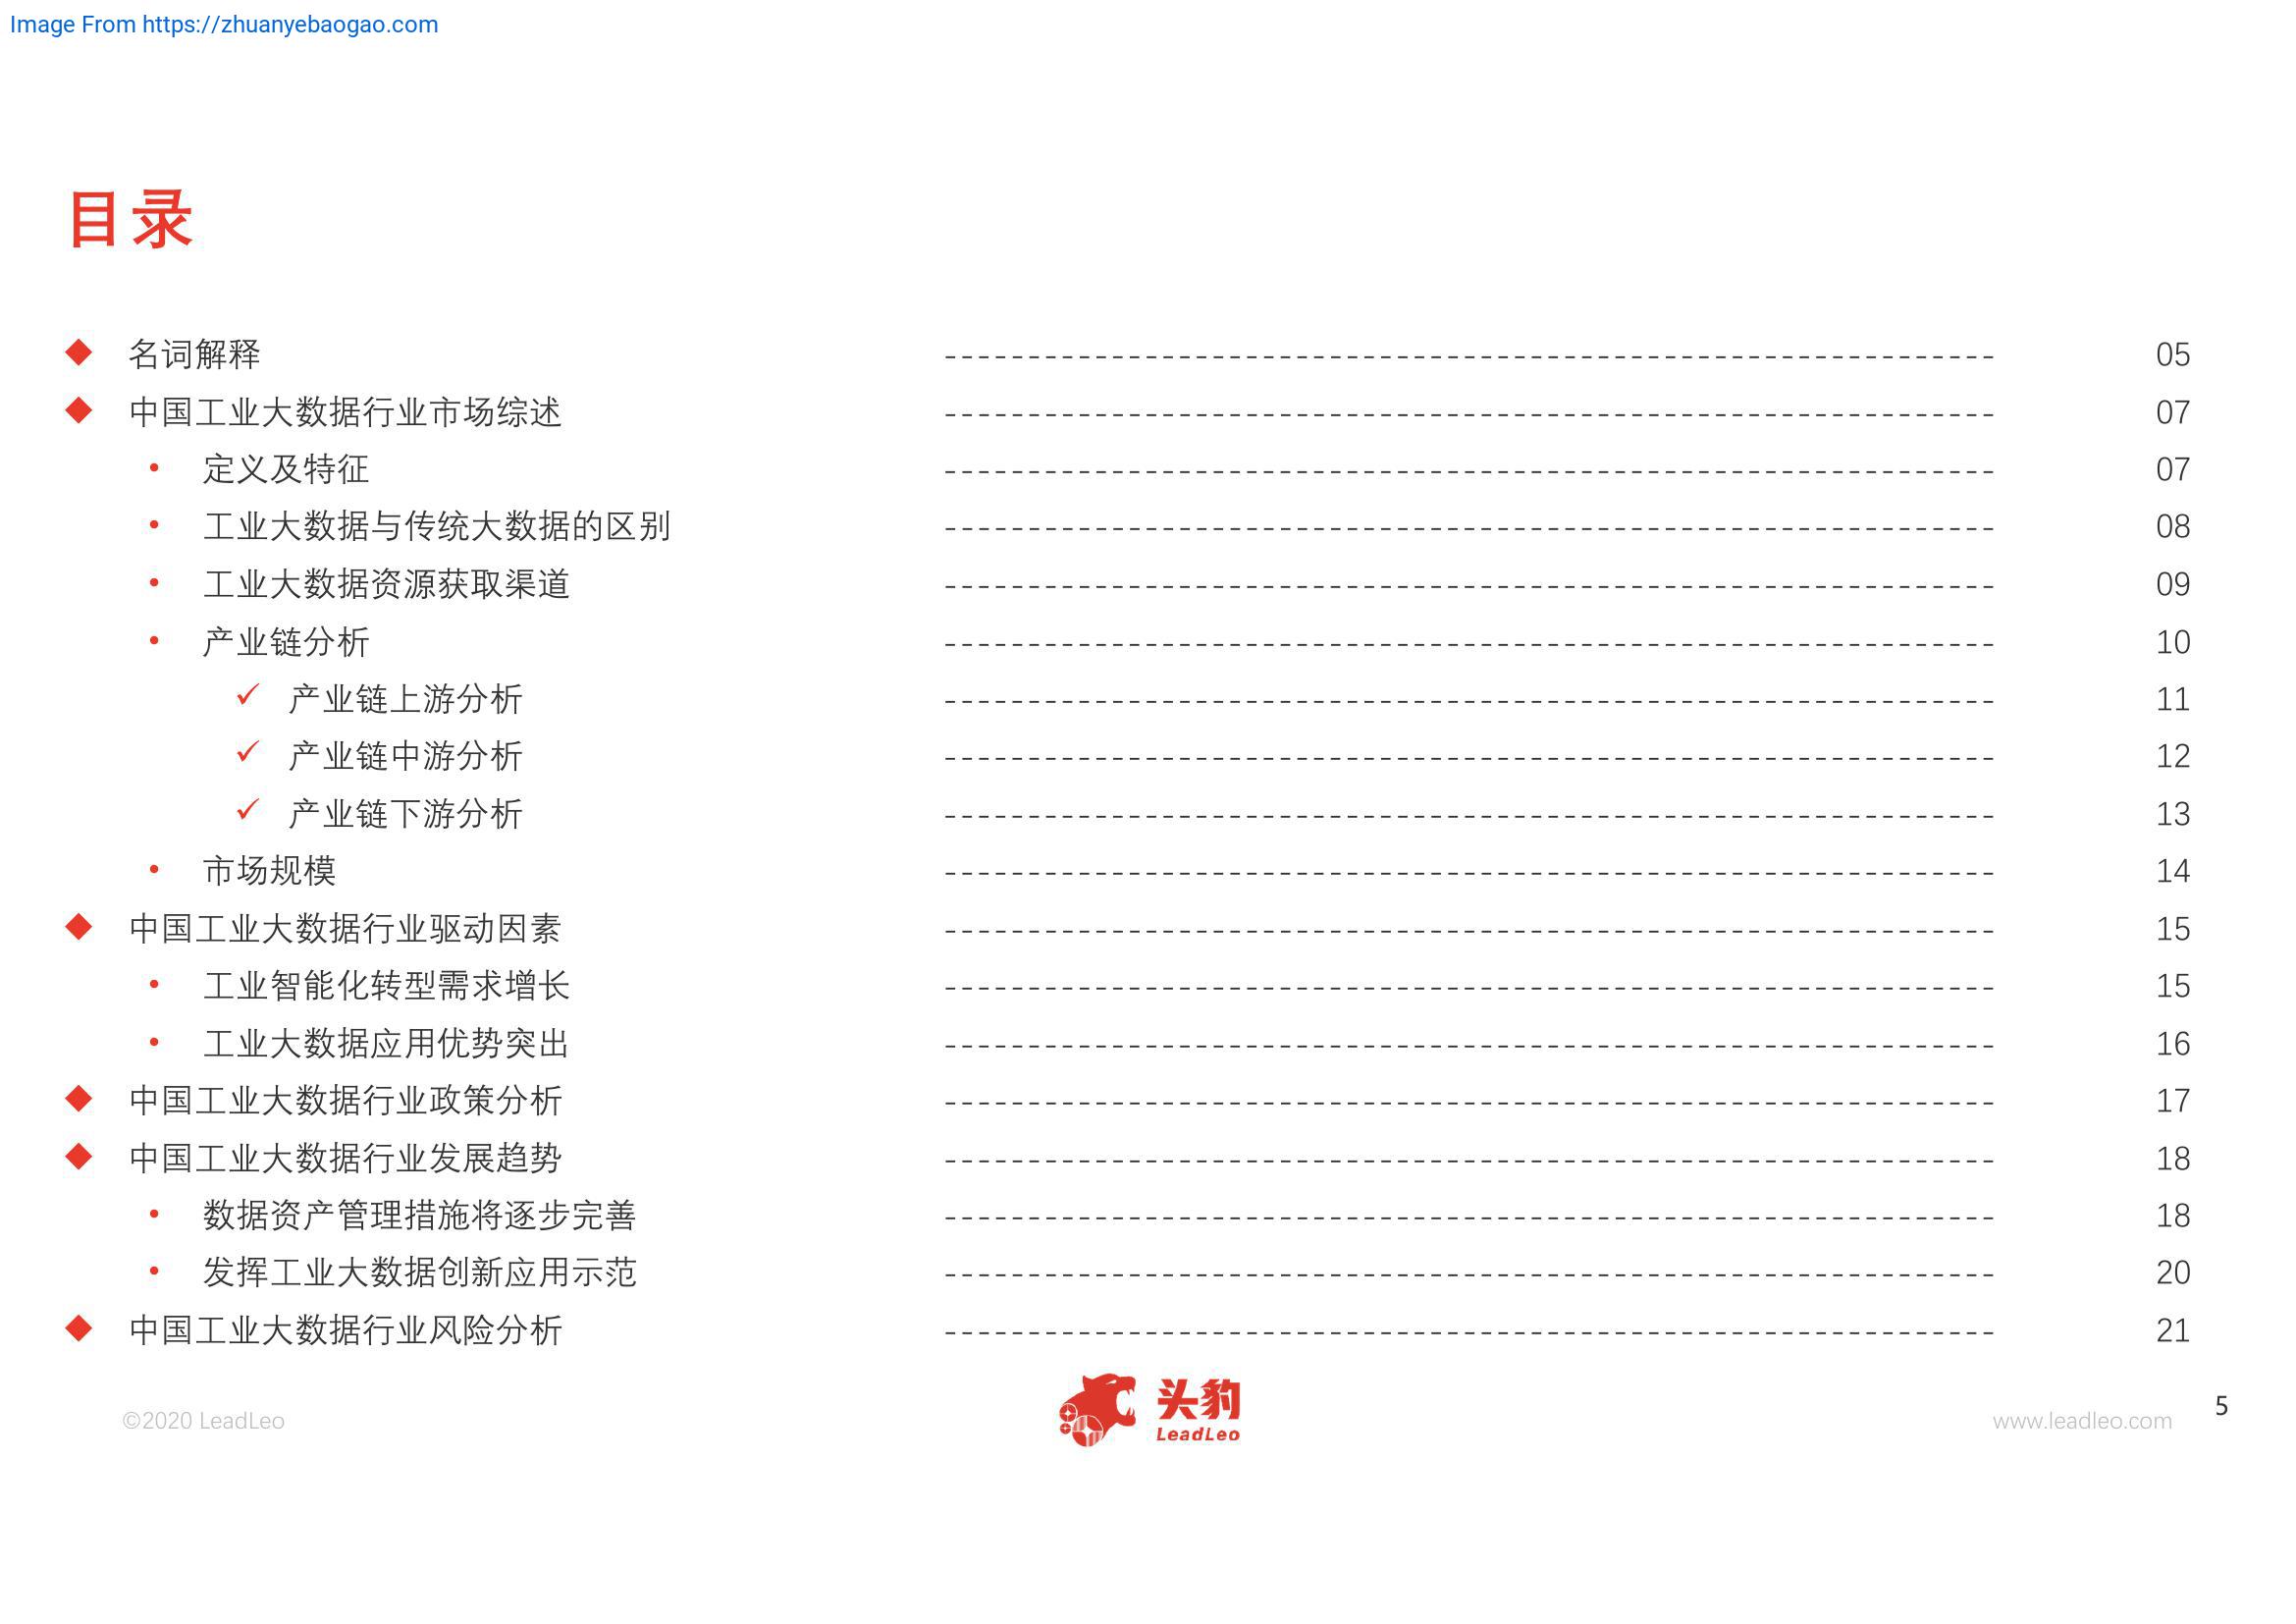 Image From https://zhuanyebaogao.com
目录
◆ 名词解释 ---------------------------------------------------------------- 05
◆ 中国工业大数据行业市场综述 ---------------------------------------------------------------- 07
• 定义及特征 ---------------------------------------------------------------- 07
• 工业大数据与传统大数据的区别 ---------------------------------------------------------------- 08
• 工业大数据资源获取渠道 ---------------------------------------------------------------- 09
• 产业链分析 ---------------------------------------------------------------- 10
✓ 产业链上游分析 ---------------------------------------------------------------- 11
✓ 产业链中游分析 ---------------------------------------------------------------- 12
✓ 产业链下游分析 ---------------------------------------------------------------- 13
• 市场规模 ---------------------------------------------------------------- 14
◆ 中国工业大数据行业驱动因素 ---------------------------------------------------------------- 15
• 工业智能化转型需求增长 ---------------------------------------------------------------- 15
• 工业大数据应用优势突出 ---------------------------------------------------------------- 16
◆ 中国工业大数据行业政策分析 ---------------------------------------------------------------- 17
◆ 中国工业大数据行业发展趋势 ---------------------------------------------------------------- 18
• 数据资产管理措施将逐步完善 ---------------------------------------------------------------- 18
• 发挥工业大数据创新应用示范 ---------------------------------------------------------------- 20
◆ 中国工业大数据行业风险分析 ---------------------------------------------------------------- 21
©2020 LeadLeo
头豹
LeadLeo
www.leadleo.com
5